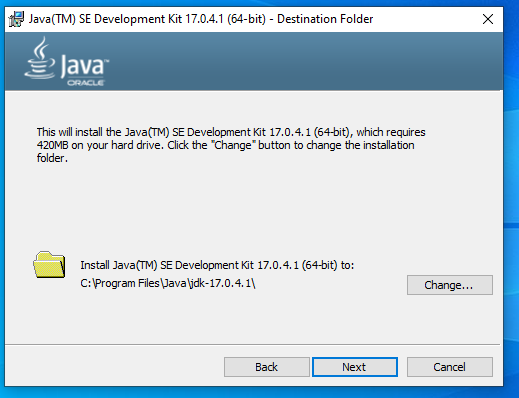 Java(TM) SE Development Kit 17.0.4.1 (64-bit) - Destination Folder
Java™
ORACLE
This will install the Java(TM) SE Development Kit 17.0.4.1 (64-bit), which requires
420MB on your hard drive. Click the "Change" button to change the installation
folder.
Install Java(TM) SE Development Kit 17.0.4.1 (64-bit) to:
C:\Program Files\Java\jdk-17.0.4.1\
Change...
Back
Next
Cancel